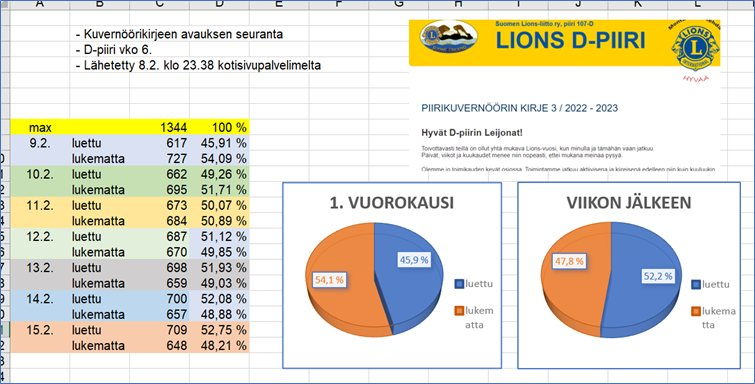 A B C D E F G H I J K L
- Kuvernöörikirjeen avauksen seuranta
- D-piiri vko 6.
- Lähetetty 8.2. klo 23.38 kotisivupalvelimelta
Suomen Lions-liitto.ry, piiri 107-D
LIONS D-PIIRI
LIONS
INTERNATIONAL
HYVÄÄ
PIIRIKUVERNÖÖRIN KIRJE 3 / 2022 - 2023
Hyvät D-piirin Leijonat!
Toivottavasti teillä on ollut yhtä mukava Lions-vuosi, kun minulla ja tämähän vaan jatkuu.
Päivät, viikot ja kuukaudet menee niin nopeasti, ettei mukana meinaa pysyä.
Olemme jo toimikauden kevät osiossa. Toimintamme jatkuu aktiivisena ja kiireisenä edelleen niin kuin kuuluukin
max 1344 100 %
9.2. luettu 617 45,91 %
lukematta 727 54,09 %
10.2. luettu 662 49,26 %
lukematta 695 51,71 %
11.2. luettu 673 50,07 %
lukematta 684 50,89 %
12.2. luettu 687 51,12 %
lukematta 670 49,85 %
13.2. luettu 698 51,93 %
lukematta 659 49,03 %
14.2. luettu 700 52,08 %
lukematta 657 48,88 %
15.2. luettu 709 52,75 %
lukematta 648 48,21 %
1. VUOROKAUSI
45,9 %
54,1 %
luettu
lukem
atta
VIIKON JÄLKEEN
47,8 %
52,2 %
luettu
lukema
tta